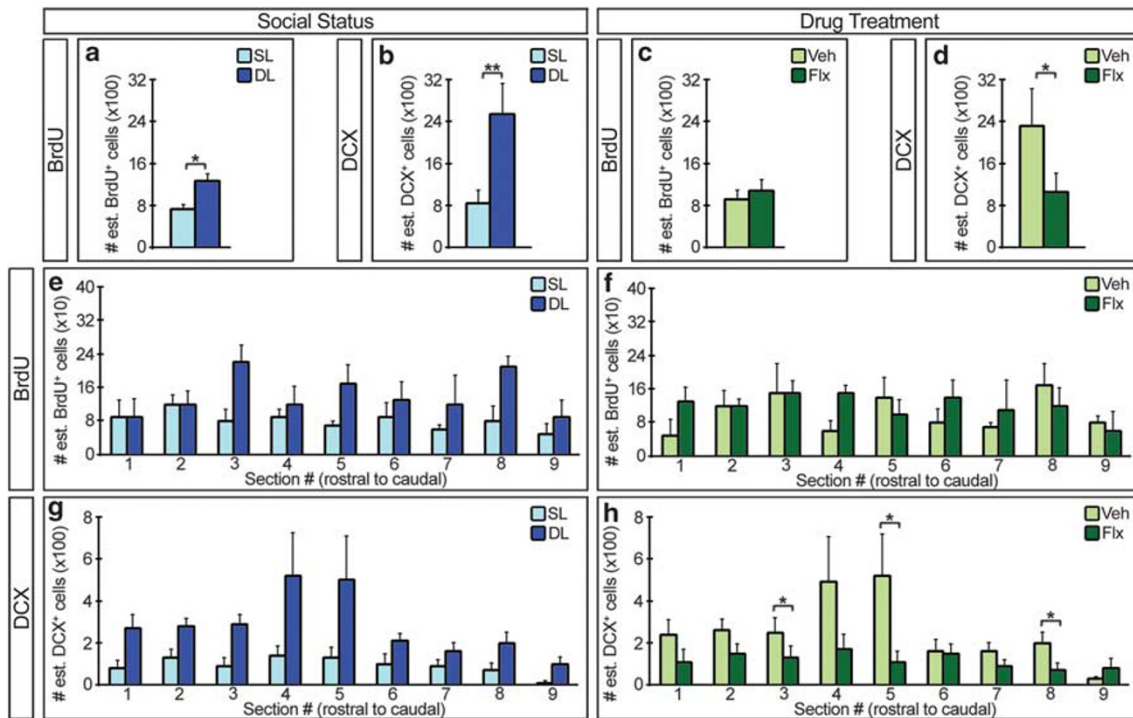 Social Status
Drug Treatment
BrdU
a
SL
DL
# est. BrdU⁺ cells (x100)
32
24
16
8
0
*
DCX
b
SL
DL
# est. DCX⁺ cells (x100)
32
24
16
8
0
**
BrdU
c
Veh
Flx
# est. BrdU⁺ cells (x100)
32
24
16
8
0
DCX
d
Veh
Flx
# est. DCX⁺ cells (x100)
32
24
16
8
0
*
BrdU
e
SL
DL
# est. BrdU⁺ cells (x10)
40
32
24
16
8
0
1 2 3 4 5 6 7 8 9
Section # (rostral to caudal)
f
Veh
Flx
# est. BrdU⁺ cells (x10)
40
32
24
16
8
0
1 2 3 4 5 6 7 8 9
Section # (rostral to caudal)
DCX
g
SL
DL
# est. DCX⁺ cells (x100)
8
6
4
2
0
1 2 3 4 5 6 7 8 9
Section # (rostral to caudal)
h
Veh
Flx
# est. DCX⁺ cells (x100)
8
6
4
2
0
* * *
1 2 3 4 5 6 7 8 9
Section # (rostral to caudal)